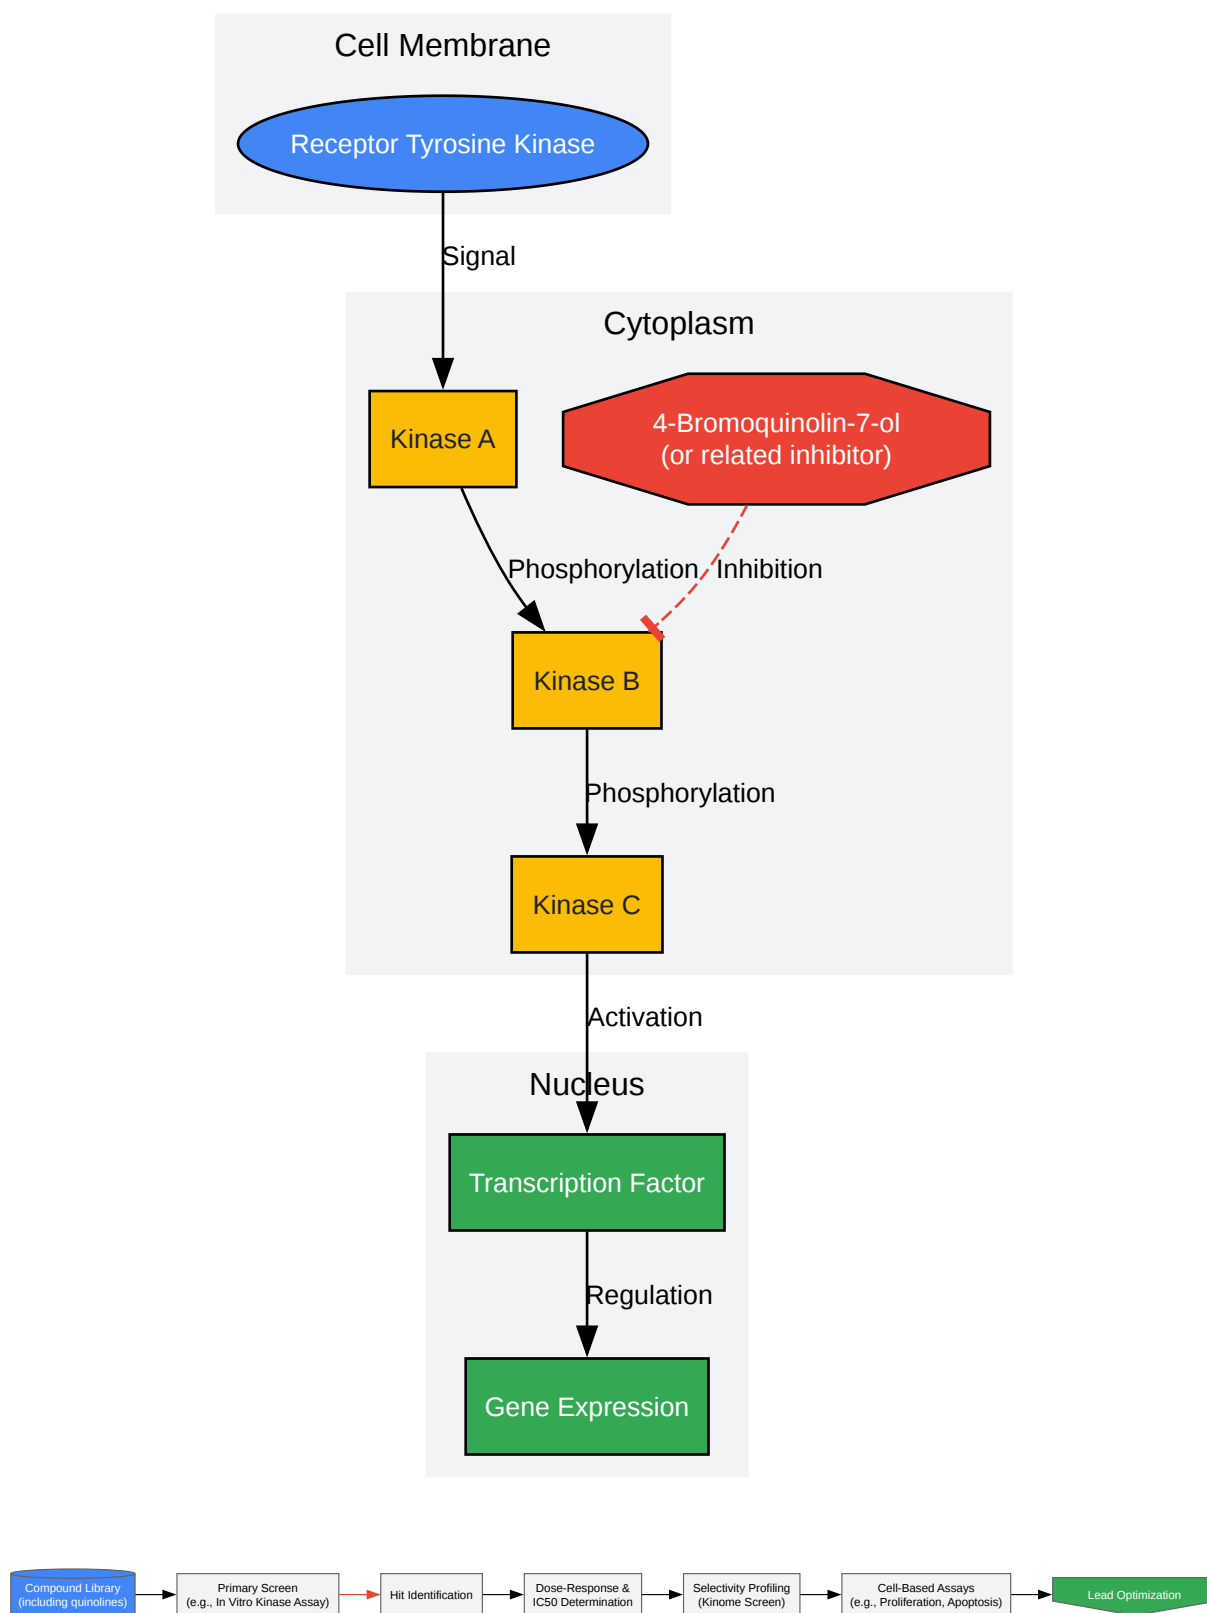 Cell Membrane
Receptor Tyrosine Kinase
Signal
Cytoplasm
Kinase A
4-Bromoquinolin-7-ol
(or related inhibitor)
Phosphorylation
Inhibition
Kinase B
Phosphorylation
Kinase C
Activation
Nucleus
Transcription Factor
Regulation
Gene Expression
Compound Library
(including quinolines)
Primary Screen
(e.g., In Vitro Kinase Assay)
Hit Identification
Dose-Response &
IC50 Determination
Selectivity Profiling
(Kinome Screen)
Cell-Based Assays
(e.g., Proliferation, Apoptosis)
Lead Optimization